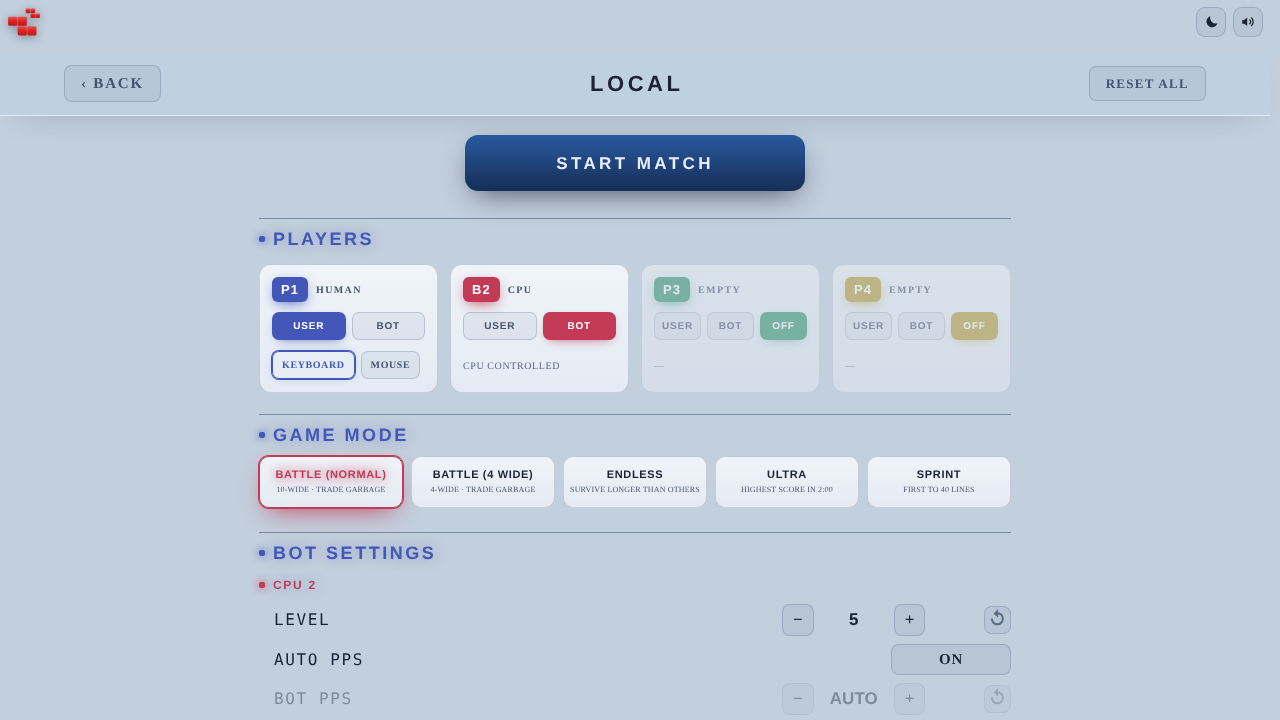 ‹ BACK
LOCAL
RESET ALL
START MATCH
PLAYERS
P1 HUMAN
USER BOT
KEYBOARD MOUSE
B2 CPU
USER BOT
CPU CONTROLLED
P3 EMPTY
USER BOT OFF
—
P4 EMPTY
USER BOT OFF
—
GAME MODE
BATTLE (NORMAL)
10-WIDE · TRADE GARBAGE
BATTLE (4 WIDE)
4-WIDE · TRADE GARBAGE
ENDLESS
SURVIVE LONGER THAN OTHERS
ULTRA
HIGHEST SCORE IN 2:00
SPRINT
FIRST TO 40 LINES
BOT SETTINGS
CPU 2
LEVEL − 5 +
AUTO PPS ON
BOT PPS − AUTO +